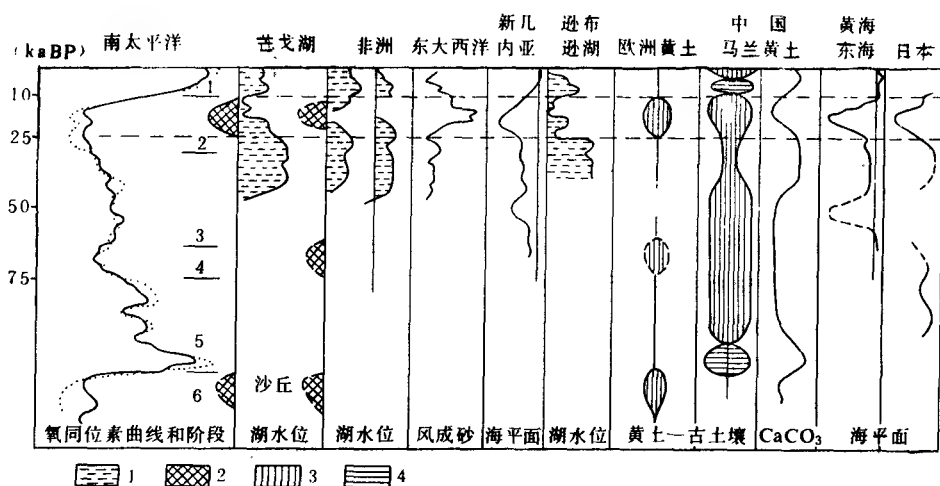 (kaBP) 南太平洋 芒戈湖 非洲 东大西洋 新几内亚 逊布逊湖 欧洲黄土 中国马兰黄土 黄海东海 日本
10
25
50
75
1
2
3
4
5
6
沙丘
氧同位素曲线和阶段 湖水位 湖水位 风成砂 海平面 湖水位 黄土—古土壤 CaCO₃ 海平面
1 2 3 4